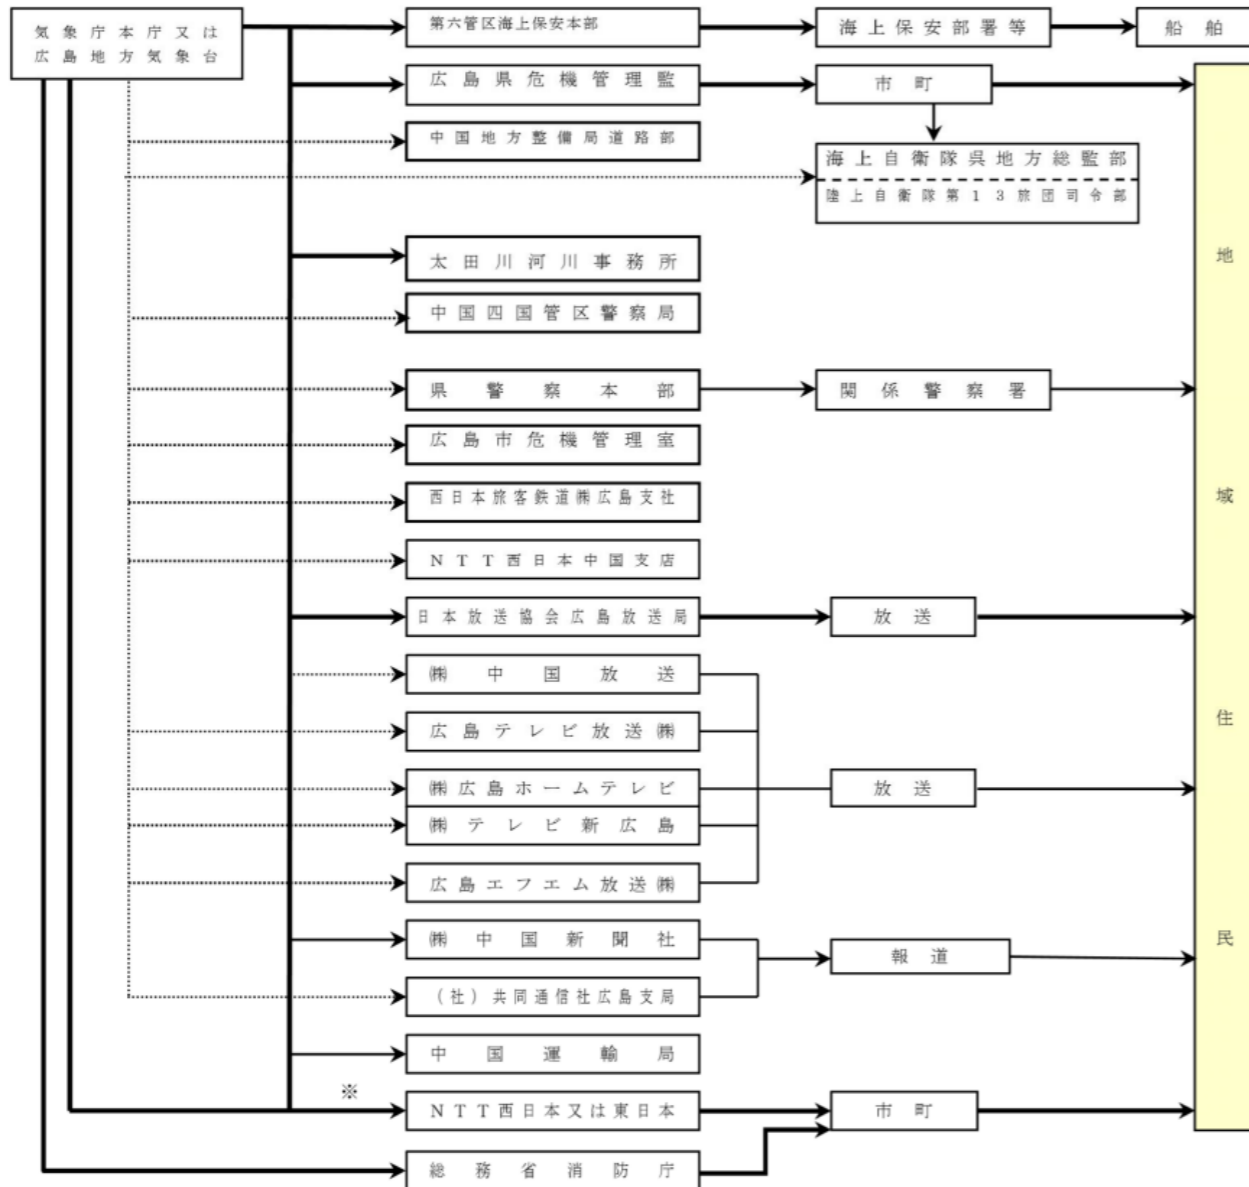 気象庁本庁又は
広島地方気象台
第六管区海上保安本部
海上保安部署等
船舶
広島県危機管理監
市町
中国地方整備局道路部
海上自衛隊呉地方総監部
陸上自衛隊第１３旅団司令部
太田川河川事務所
中国四国管区警察局
県警察本部
関係警察署
広島市危機管理室
西日本旅客鉄道㈱広島支社
ＮＴＴ西日本中国支店
日本放送協会広島放送局
放送
㈱中国放送
広島テレビ放送㈱
㈱広島ホームテレビ
放送
㈱テレビ新広島
広島エフエム放送㈱
㈱中国新聞社
報道
（社）共同通信社広島支局
中国運輸局
※
ＮＴＴ西日本又は東日本
市町
総務省消防庁
地域住民